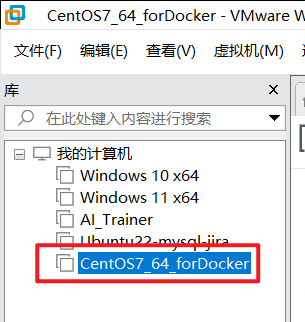 CentOS7_64_forDocker - VMware W
文件(F) 编辑(E) 查看(V) 虚拟机(M)
库
在此处键入内容进行搜索
我的计算机
Windows 10 x64
Windows 11 x64
AI_Trainer
Ubuntu22-mysql-jira
CentOS7_64_forDocker